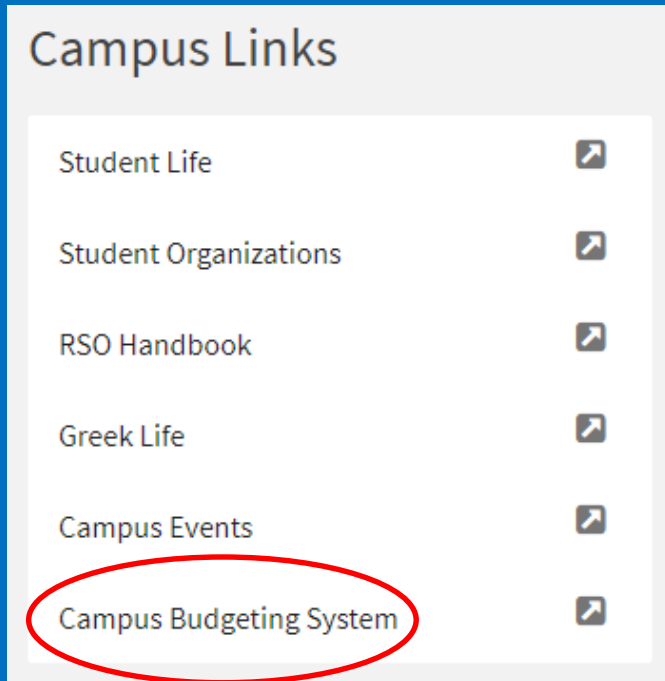 Campus Links
Student Life
Student Organizations
RSO Handbook
Greek Life
Campus Events
Campus Budgeting System